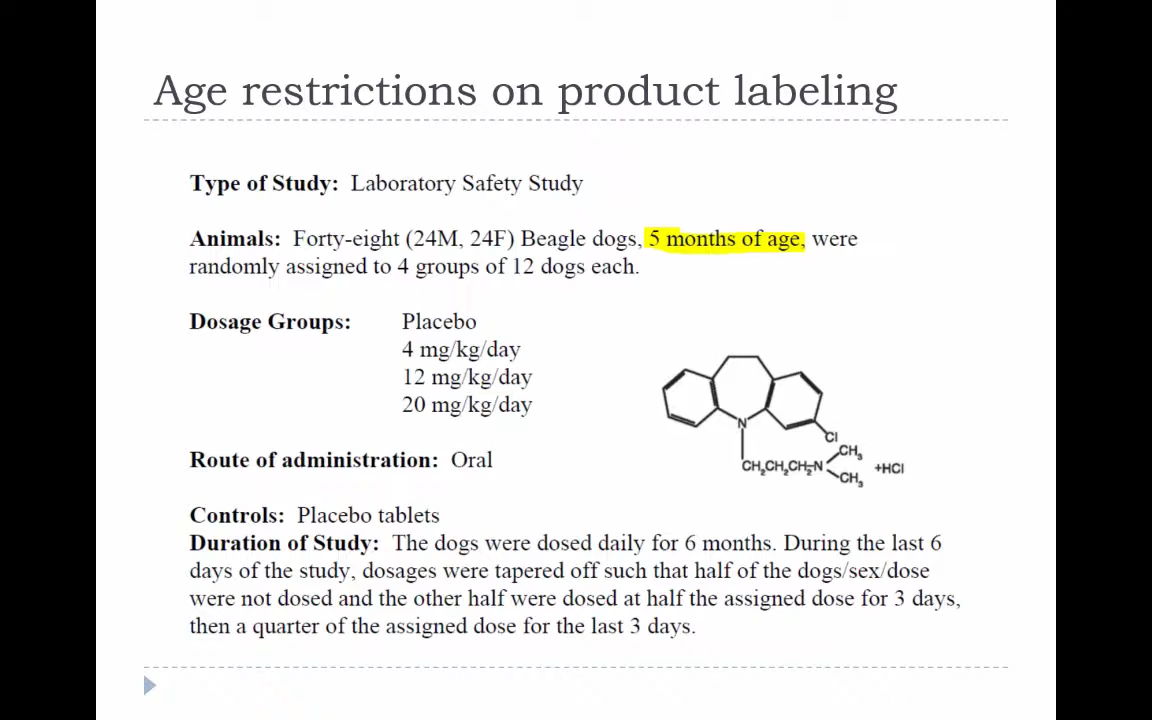 Age restrictions on product labeling
Type of Study: Laboratory Safety Study
Animals: Forty-eight (24M, 24F) Beagle dogs, 5 months of age, were
randomly assigned to 4 groups of 12 dogs each.
Dosage Groups: Placebo
4 mg/kg/day
12 mg/kg/day
20 mg/kg/day
N
Cl
CH₃
CH₂CH₂CH₂N
CH₃
+HCl
Route of administration: Oral
Controls: Placebo tablets
Duration of Study: The dogs were dosed daily for 6 months. During the last 6
days of the study, dosages were tapered off such that half of the dogs/sex/dose
were not dosed and the other half were dosed at half the assigned dose for 3 days,
then a quarter of the assigned dose for the last 3 days.